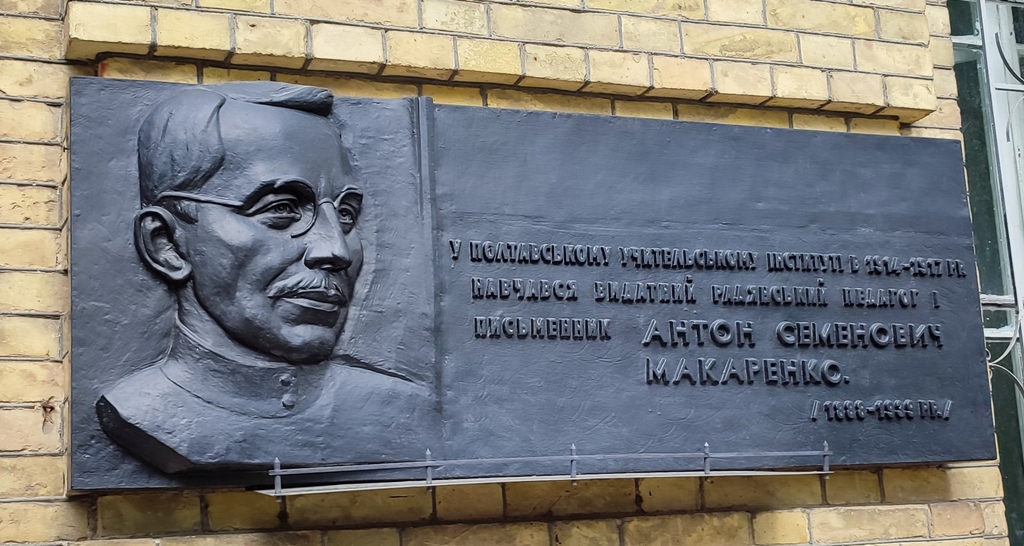 У ПОЛТАВСЬКОМУ УЧИТЕЛЬСЬКОМУ ІНСТИТУТІ В 1914-1917 РР.
НАВЧАВСЯ ВИДАТНИЙ РАДЯНСЬКИЙ ПЕДАГОГ І
ПИСЬМЕННИК АНТОН СЕМЕНОВИЧ
МАКАРЕНКО.
/1888-1939 РР./